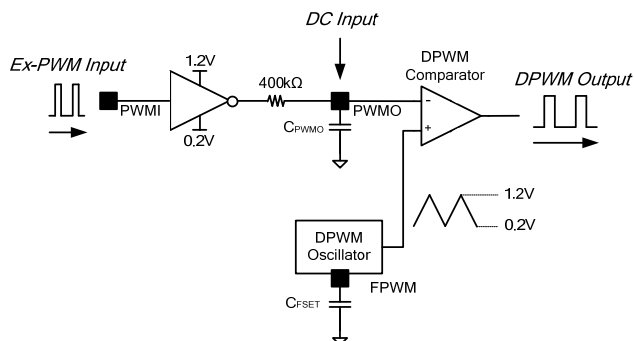 DC Input
Ex-PWM Input
1.2V
400kΩ
DPWM
Comparator
DPWM Output
PWMI
PWMO
-
+
0.2V
CPWMO
1.2V
0.2V
DPWM
Oscillator
FPWM
CFSET